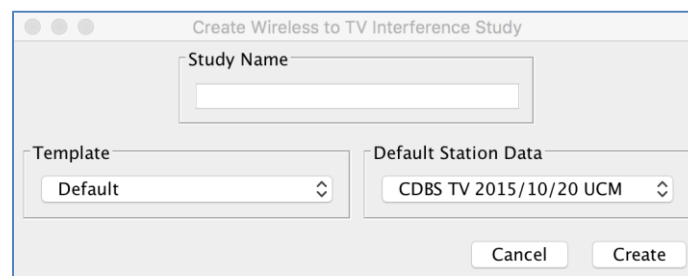 Create Wireless to TV Interference Study
Study Name
Template
Default Station Data
Default
CDBS TV 2015/10/20 UCM
Cancel
Create